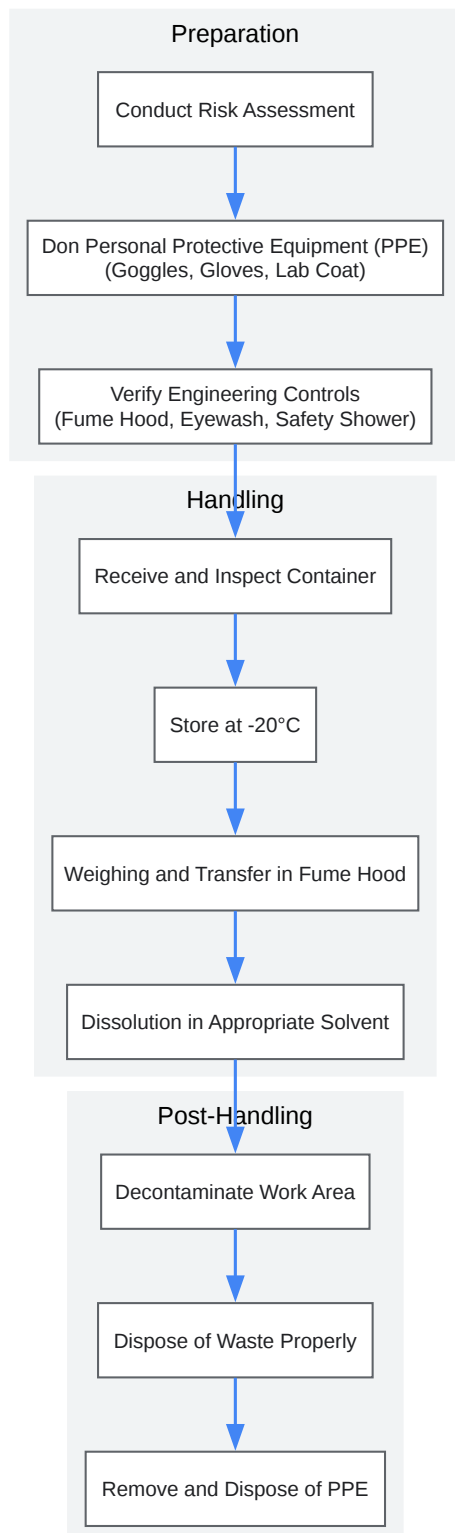 Preparation
Conduct Risk Assessment
Don Personal Protective Equipment (PPE)
(Goggles, Gloves, Lab Coat)
Verify Engineering Controls
(Fume Hood, Eyewash, Safety Shower)
Handling
Receive and Inspect Container
Store at -20°C
Weighing and Transfer in Fume Hood
Dissolution in Appropriate Solvent
Post-Handling
Decontaminate Work Area
Dispose of Waste Properly
Remove and Dispose of PPE